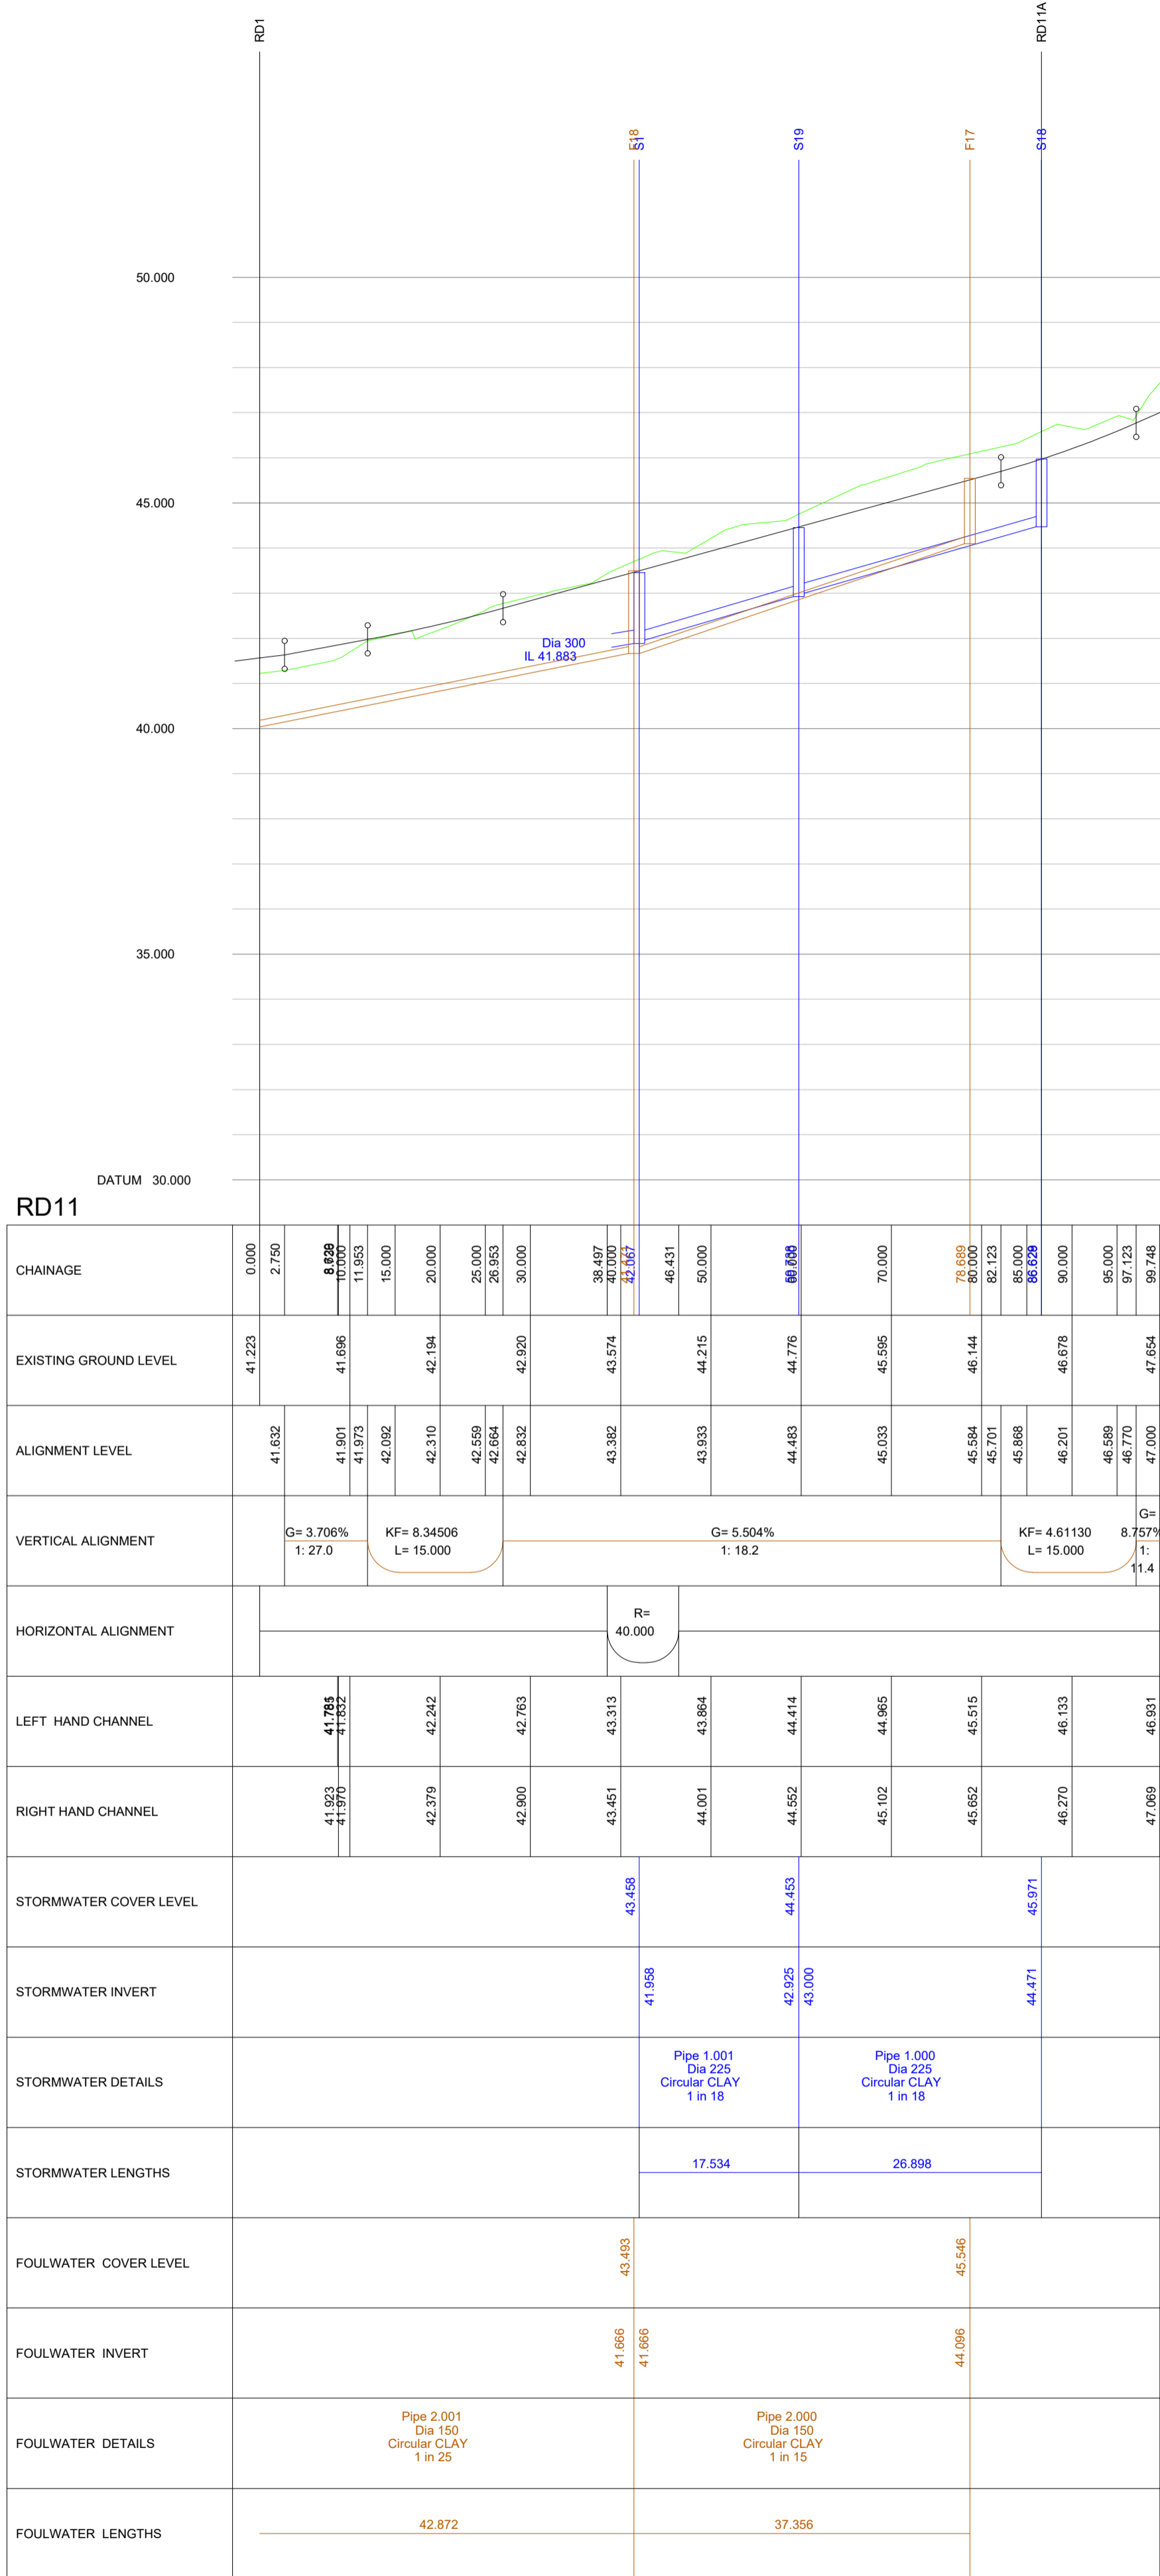 RD1
RD11A
F18
S1
S19
F17
S18
50.000
45.000
Dia 300
IL 41.883
40.000
35.000
DATUM 30.000
RD11
CHAINAGE
0.000
2.750
10.000
11.953
15.000
20.000
25.000
26.953
30.000
38.497
40.000
42.067
46.431
50.000
60.000
70.000
78.689
80.000
82.123
85.000
86.629
90.000
95.000
97.123
99.748
EXISTING GROUND LEVEL
41.223
41.696
42.194
42.920
43.574
44.215
44.776
45.595
46.144
46.678
47.654
ALIGNMENT LEVEL
41.632
41.901
41.973
42.092
42.310
42.559
42.664
42.832
43.382
43.933
44.483
45.033
45.584
45.701
45.868
46.201
46.589
46.770
47.000
VERTICAL ALIGNMENT
G= 3.706%
1: 27.0
KF= 8.34506
L= 15.000
G= 5.504%
1: 18.2
KF= 4.61130
L= 15.000
G=
8.757%
1:
11.4
HORIZONTAL ALIGNMENT
R=
40.000
LEFT HAND CHANNEL
41.832
42.242
42.763
43.313
43.864
44.414
44.965
45.515
46.133
46.931
RIGHT HAND CHANNEL
41.923
41.970
42.379
42.900
43.451
44.001
44.552
45.102
45.652
46.270
47.069
STORMWATER COVER LEVEL
43.458
44.453
45.971
STORMWATER INVERT
41.958
42.925
43.000
44.471
STORMWATER DETAILS
Pipe 1.001
Dia 225
Circular CLAY
1 in 18
Pipe 1.000
Dia 225
Circular CLAY
1 in 18
STORMWATER LENGTHS
17.534
26.898
FOULWATER COVER LEVEL
43.493
45.546
FOULWATER INVERT
41.666
41.666
44.096
FOULWATER DETAILS
Pipe 2.001
Dia 150
Circular CLAY
1 in 25
Pipe 2.000
Dia 150
Circular CLAY
1 in 15
FOULWATER LENGTHS
42.872
37.356